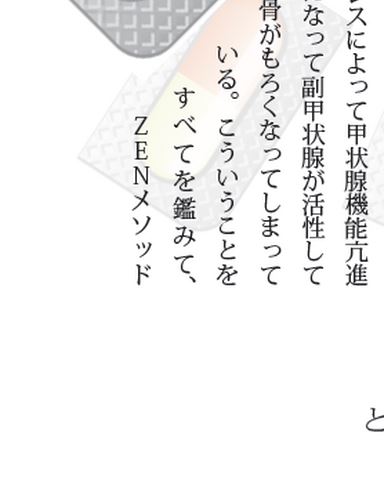 スによって甲状腺機能亢進
なって副甲状腺が活性して
骨がもろくなってしまって
いる。こういうことを
すべてを鑑みて、
ZENメソッド
と